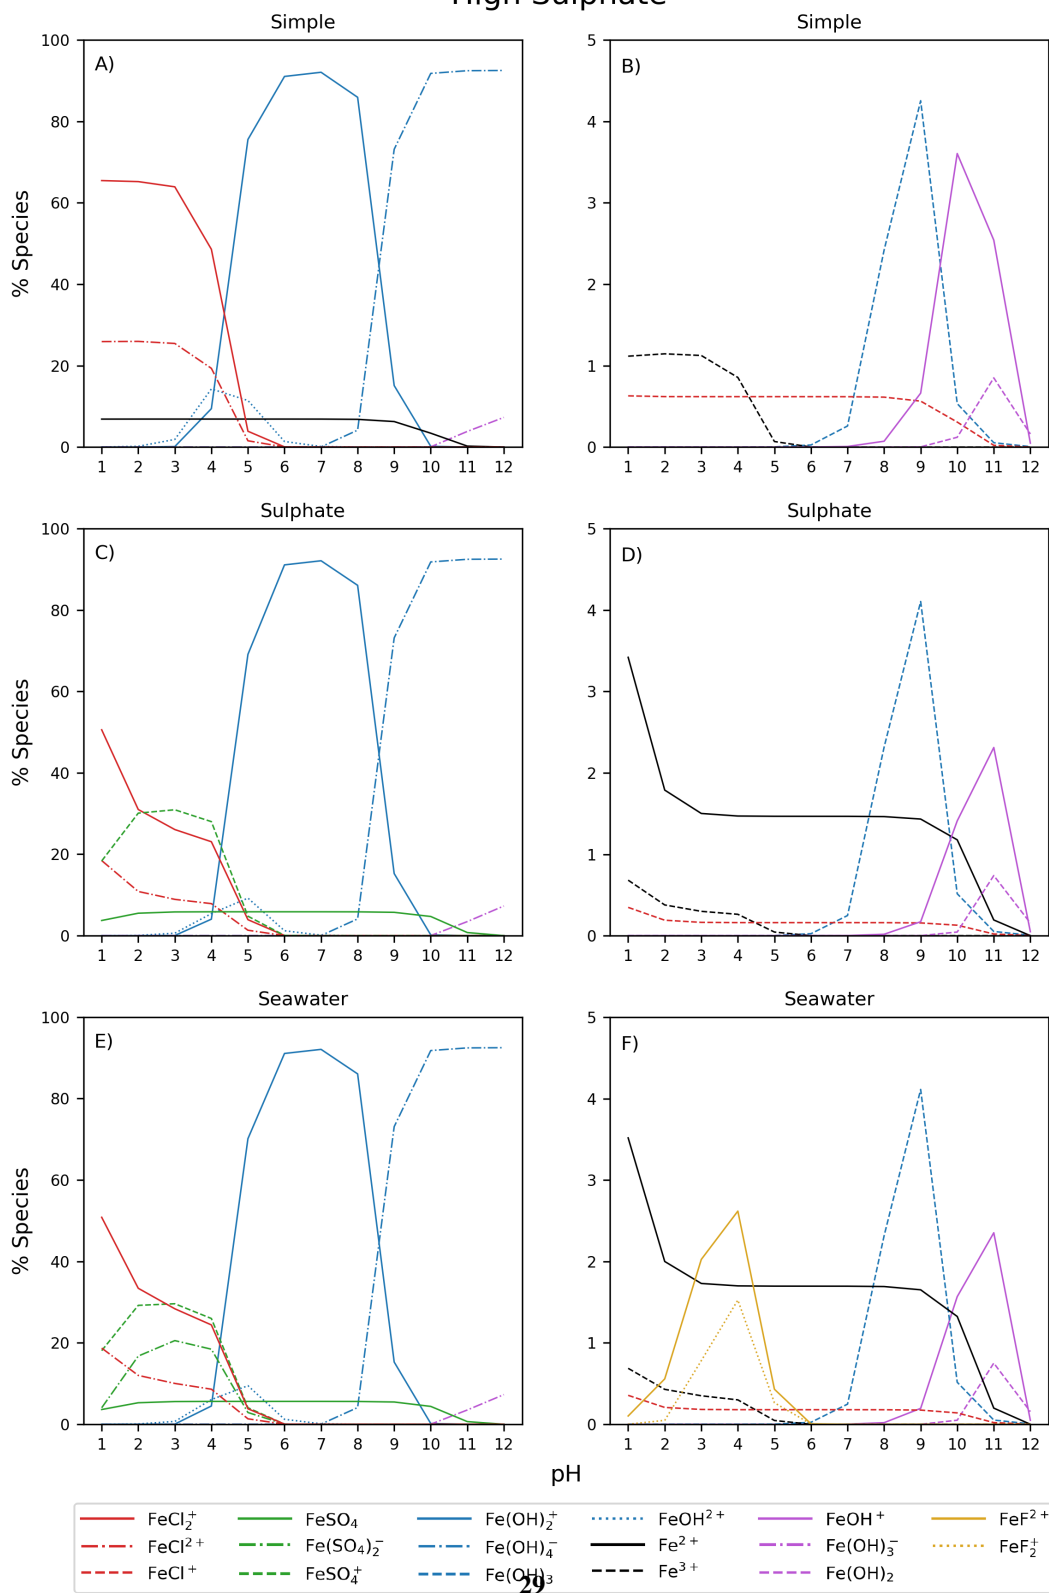 High Sulphate
Simple
Simple
A)
B)
100
80
60
40
20
0
5
4
3
2
1
0
% Species
1 2 3 4 5 6 7 8 9 10 11 12
1 2 3 4 5 6 7 8 9 10 11 12
Sulphate
Sulphate
C)
D)
100
80
60
40
20
0
5
4
3
2
1
0
% Species
1 2 3 4 5 6 7 8 9 10 11 12
1 2 3 4 5 6 7 8 9 10 11 12
Seawater
Seawater
E)
F)
100
80
60
40
20
0
5
4
3
2
1
0
% Species
1 2 3 4 5 6 7 8 9 10 11 12
1 2 3 4 5 6 7 8 9 10 11 12
pH
FeCl₂⁺ FeSO₄ Fe(OH)₂⁺ FeOH²⁺ FeOH⁺ FeF²⁺
FeCl²⁺ Fe(SO₄)₂⁻ Fe(OH)₄⁻ Fe²⁺ Fe(OH)₃⁻ FeF₂⁺
FeCl⁺ FeSO₄⁺ Fe(OH)₃ Fe³⁺ Fe(OH)₂
29